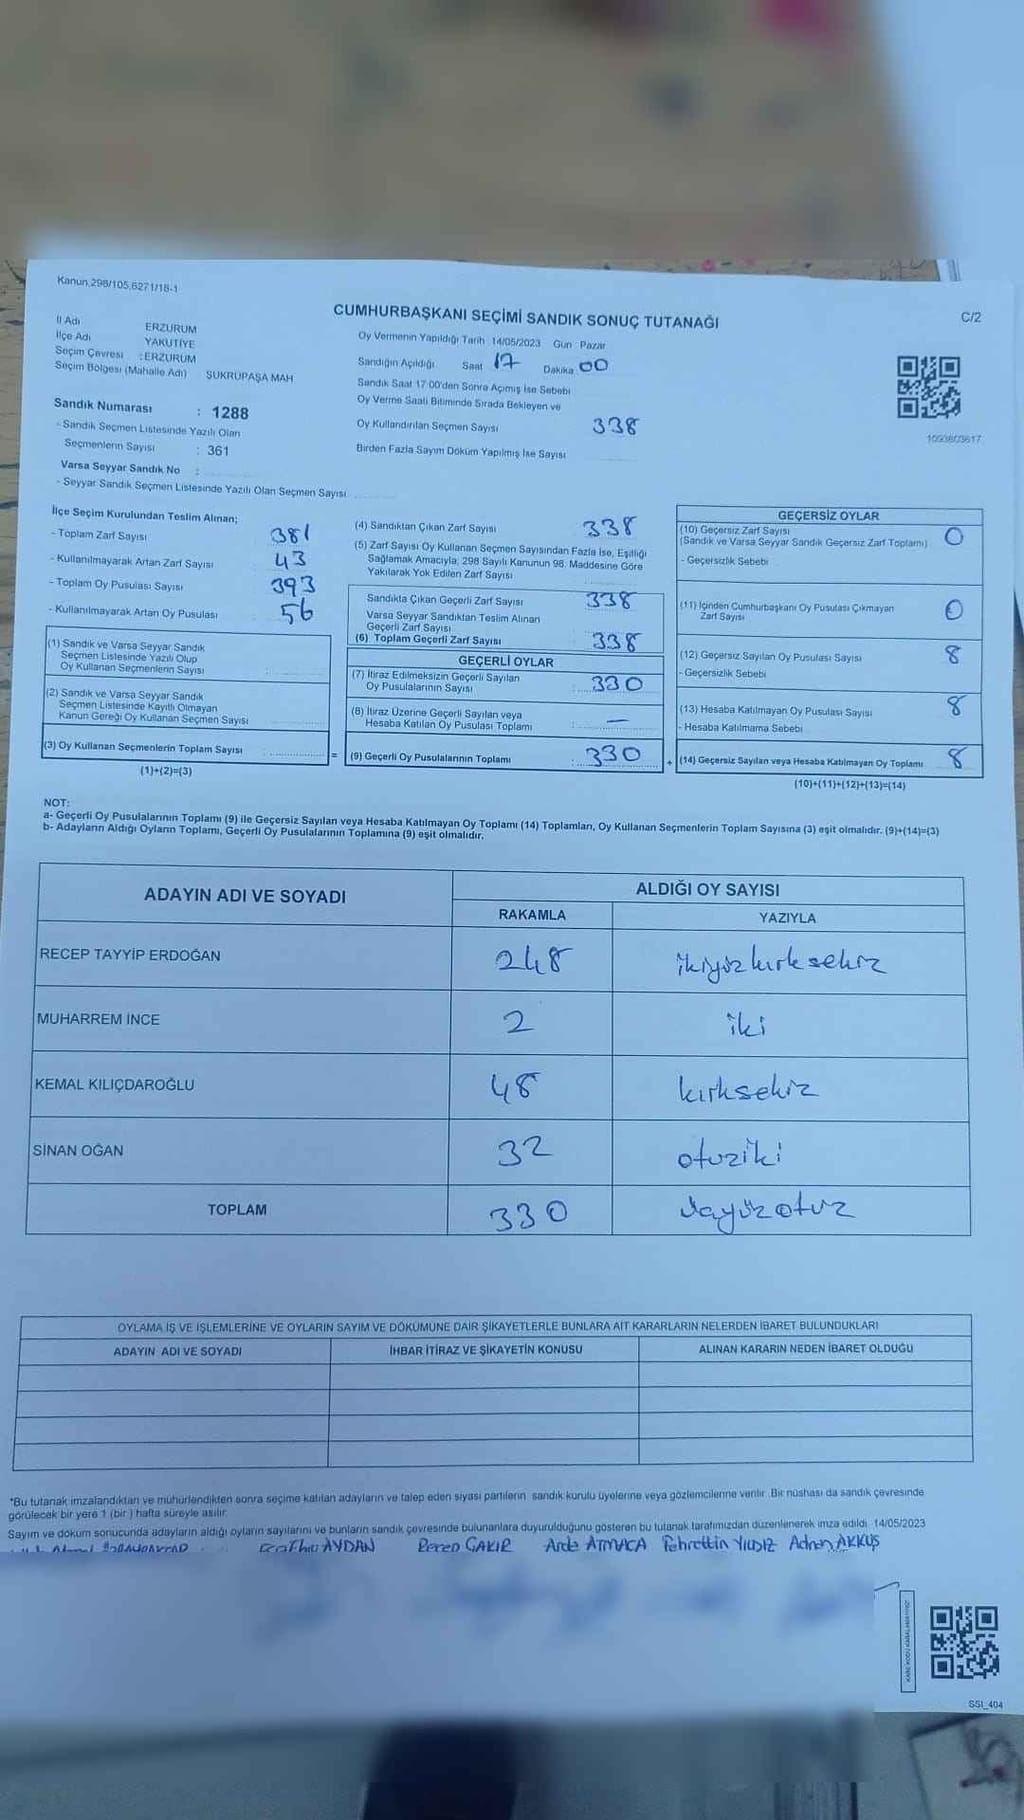 Kanun.298/105,6271/18-1
CUMHURBAŞKANI SEÇİMİ SANDIK SONUÇ TUTANAĞI
C/2
İl Adı ERZURUM
İlçe Adı YAKUTİYE
Seçim Çevresi :ERZURUM
Seçim Bölgesi (Mahalle Adı) ŞUKRUPAŞA MAH
Oy Vermenin Yapıldığı Tarih 14/05/2023 Gün Pazar
Sandığın Açıldığı Saat 17 Dakika 00
Sandık Saat 17 00'den Sonra Açımış İse Sebebi
Oy Verme Saati Bitiminde Sırada Bekleyen ve
Oy Kullandırılan Seçmen Sayısı 338
Birden Fazla Sayım Döküm Yapılmış İse Sayısı
1093803617
Sandık Numarası : 1288
- Sandık Seçmen Listesinde Yazılı Olan
Seçmenlerin Sayısı : 361
Varsa Seyyar Sandık No :
- Seyyar Sandık Seçmen Listesinde Yazılı Olan Seçmen Sayısı
İlçe Seçim Kurulundan Teslim Alınan;
- Toplam Zarf Sayısı 381
- Kullanılmayarak Artan Zarf Sayısı 43
- Toplam Oy Pusulası Sayısı 393
- Kullanılmayarak Artan Oy Pusulası 56
(1) Sandık ve Varsa Seyyar Sandık
Seçmen Listesinde Yazılı Olup
Oy Kullanan Seçmenlerin Sayısı
(2) Sandık ve Varsa Seyyar Sandık
Seçmen Listesinde Kayıtlı Olmayan
Kanun Gereği Oy Kullanan Seçmen Sayısı
(3) Oy Kullanan Seçmenlerin Toplam Sayısı =
(1)+(2)=(3)
(4) Sandıktan Çıkan Zarf Sayısı 338
(5) Zarf Sayısı Oy Kullanan Seçmen Sayısından Fazla İse, Eşitliği
Sağlamak Amacıyla; 298 Sayılı Kanunun 98. Maddesine Göre
Yakılarak Yok Edilen Zarf Sayısı
Sandıkta Çıkan Geçerli Zarf Sayısı 338
Varsa Seyyar Sandıktan Teslim Alınan
Geçerli Zarf Sayısı
(6) Toplam Geçerli Zarf Sayısı 338
GEÇERLİ OYLAR
(7) İtiraz Edilmeksizin Geçerli Sayılan
Oy Pusulalarının Sayısı : 330
(8) İtiraz Üzerine Geçerli Sayılan veya
Hesaba Katılan Oy Pusulası Toplamı : —
(9) Geçerli Oy Pusulalarının Toplamı : 330 +
GEÇERSİZ OYLAR
(10) Geçersiz Zarf Sayısı 0
(Sandık ve Varsa Seyyar Sandık Geçersiz Zarf Toplamı)
- Geçersizlik Sebebi
(11) İçinden Cumhurbaşkanı Oy Pusulası Çıkmayan
Zarf Sayısı 0
(12) Geçersiz Sayılan Oy Pusulası Sayısı 8
- Geçersizlik Sebebi
(13) Hesaba Katılmayan Oy Pusulası Sayısı 8
- Hesaba Katılmama Sebebi
(14) Geçersiz Sayılan veya Hesaba Katılmayan Oy Toplamı 8
(10)+(11)+(12)+(13)=(14)
NOT:
a- Geçerli Oy Pusulalarının Toplamı (9) ile Geçersiz Sayılan veya Hesaba Katılmayan Oy Toplamı (14) Toplamları, Oy Kullanan Seçmenlerin Toplam Sayısına (3) eşit olmalıdır. (9)+(14)=(3)
b- Adayların Aldığı Oyların Toplamı, Geçerli Oy Pusulalarının Toplamına (9) eşit olmalıdır.
ADAYIN ADI VE SOYADI ALDIĞI OY SAYISI
RAKAMLA YAZIYLA
RECEP TAYYİP ERDOĞAN 248 ikiyüzkırksekiz
MUHARREM İNCE 2 iki
KEMAL KILIÇDAROĞLU 48 kırksekiz
SİNAN OĞAN 32 otuziki
TOPLAM 330 üçyüzotuz
OYLAMA İŞ VE İŞLEMLERİNE VE OYLARIN SAYIM VE DÖKÜMÜNE DAİR ŞİKAYETLERLE BUNLARA AİT KARARLARIN NELERDEN İBARET BULUNDUKLARI
ADAYIN ADI VE SOYADI İHBAR İTİRAZ VE ŞİKAYETİN KONUSU ALINAN KARARIN NEDEN İBARET OLDUĞU
*Bu tutanak imzalandıktan ve mühürlendikten sonra seçime katılan adayların ve talep eden siyasi partilerin sandık kurulu üyelerine veya gözlemcilerine verilir. Bir nüshası da sandık çevresinde
görülecek bir yere 1 (bir ) hafta süreyle asılır.
Sayım ve döküm sonucunda adayların aldığı oyların sayılarını ve bunların sandık çevresinde bulunanlara duyurulduğunu gösteren bu tutanak tarafımızdan düzenlenerek imza edildi. 14/05/2023
AYDAN Beren ÇAKIR Arda ATMACA Fahrettin YILDIZ Adnan AKKUŞ
SSI_404